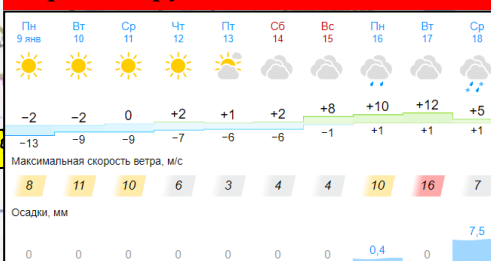 Пн Вт Ср Чт Пт Сб Вс Пн Вт Ср
9 янв 10 11 12 13 14 15 16 17 18
−2 −2 0 +2 +1 +2 +8 +10 +12 +5
−13 −9 −9 −7 −6 −6 −1 +1 +1 +1
Максимальная скорость ветра, м/с
8 11 10 6 3 4 4 10 16 7
Осадки, мм
0 0 0 0 0 0 0 0,4 0 7,5